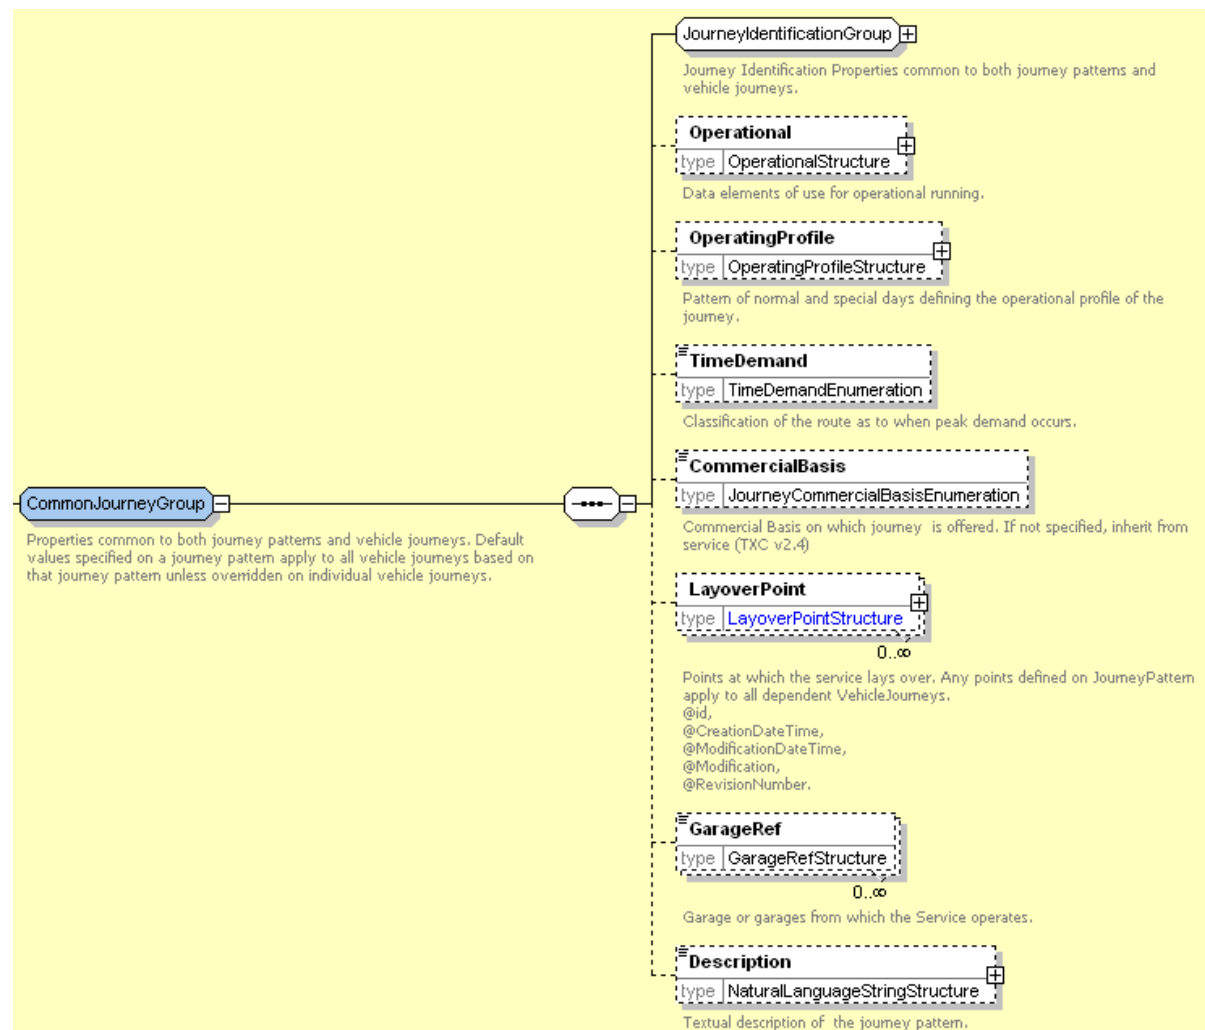 JourneyIdentificationGroup
Journey Identification Properties common to both journey patterns and
vehicle journeys.
Operational
type OperationalStructure
Data elements of use for operational running.
OperatingProfile
type OperatingProfileStructure
Pattern of normal and special days defining the operational profile of the
journey.
TimeDemand
type TimeDemandEnumeration
Classification of the route as to when peak demand occurs.
CommercialBasis
type JourneyCommercialBasisEnumeration
Commercial Basis on which journey is offered. If not specified, inherit from
service (TXC v2.4)
CommonJourneyGroup
Properties common to both journey patterns and vehicle journeys. Default
values specified on a journey pattern apply to all vehicle journeys based on
that journey pattern unless overridden on individual vehicle journeys.
LayoverPoint
type LayoverPointStructure
0..∞
Points at which the service lays over. Any points defined on JourneyPattern
apply to all dependent VehicleJourneys.
@id,
@CreationDateTime,
@ModificationDateTime,
@Modification,
@RevisionNumber.
GarageRef
type GarageRefStructure
0..∞
Garage or garages from which the Service operates.
Description
type NaturalLanguageStringStructure
Textual description of the journey pattern.